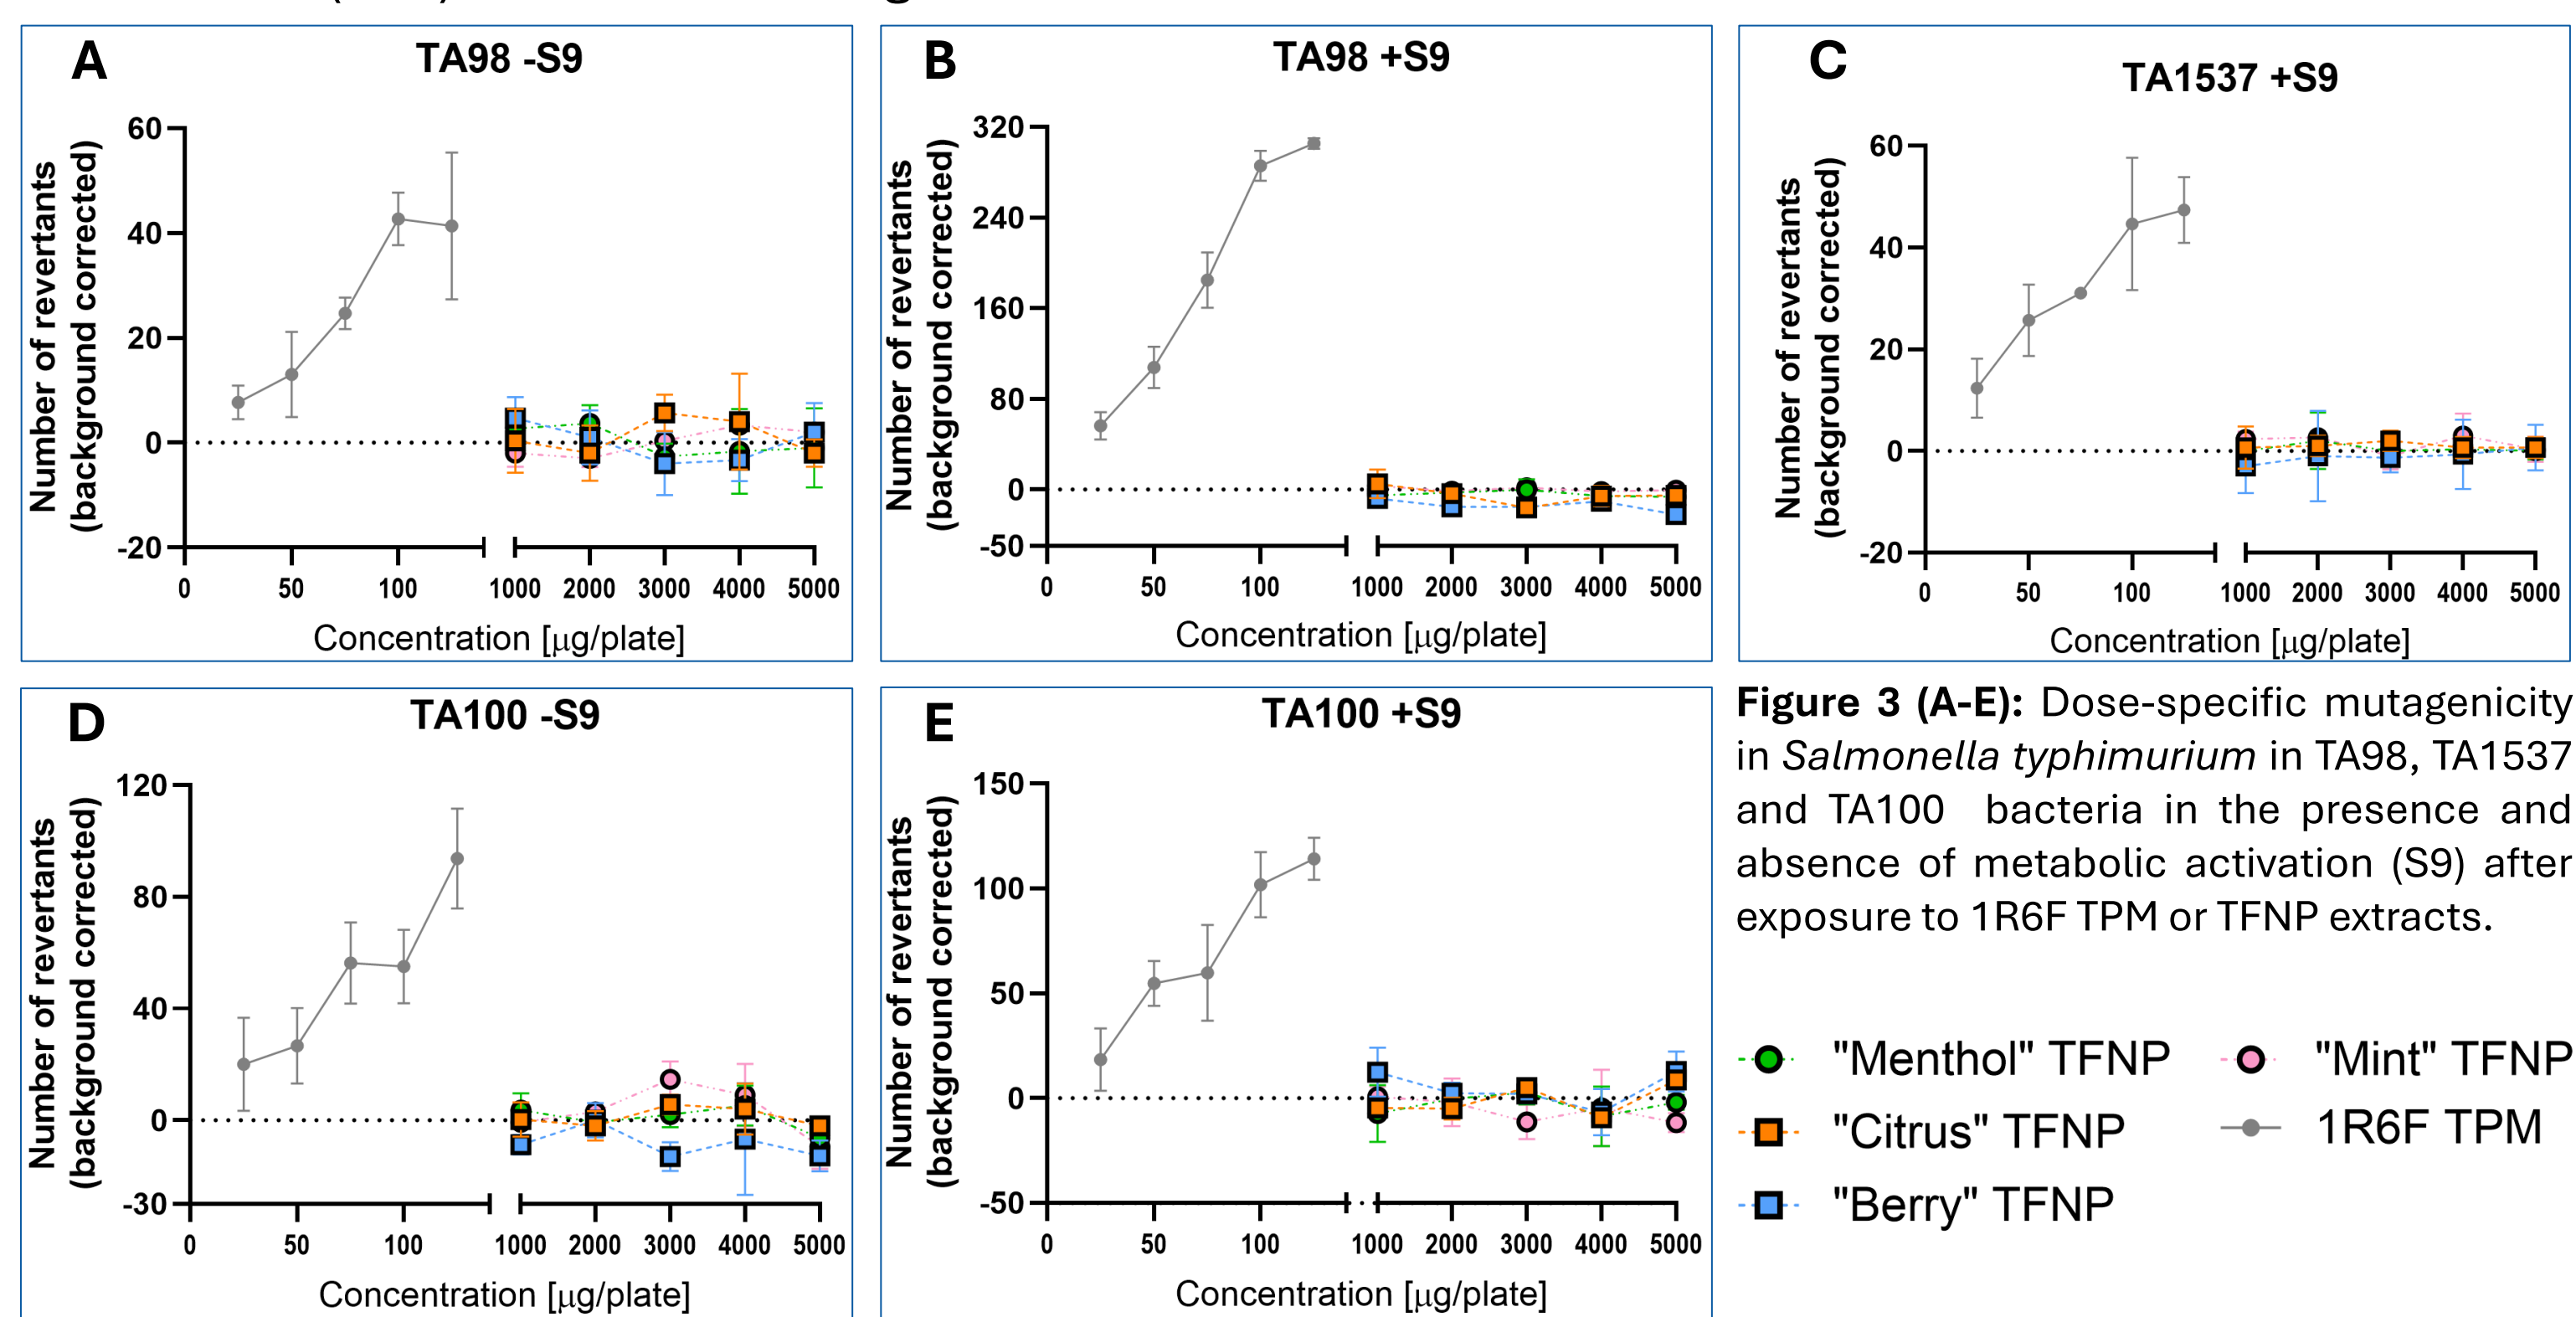 A
TA98 -S9
Number of revertants
(background corrected)
60
40
20
0
-20
0 50 100 1000 2000 3000 4000 5000
Concentration [µg/plate]
B
TA98 +S9
Number of revertants
(background corrected)
320
240
160
80
0
-50
0 50 100 1000 2000 3000 4000 5000
Concentration [µg/plate]
C
TA1537 +S9
Number of revertants
(background corrected)
60
40
20
0
-20
0 50 100 1000 2000 3000 4000 5000
Concentration [µg/plate]
D
TA100 -S9
Number of revertants
(background corrected)
120
80
40
0
-30
0 50 100 1000 2000 3000 4000 5000
Concentration [µg/plate]
E
TA100 +S9
Number of revertants
(background corrected)
150
100
50
0
-50
0 50 100 1000 2000 3000 4000 5000
Concentration [µg/plate]
Figure 3 (A-E): Dose-specific mutagenicity
in Salmonella typhimurium in TA98, TA1537
and TA100 bacteria in the presence and
absence of metabolic activation (S9) after
exposure to 1R6F TPM or TFNP extracts.
"Menthol" TFNP
"Mint" TFNP
"Citrus" TFNP
1R6F TPM
"Berry" TFNP